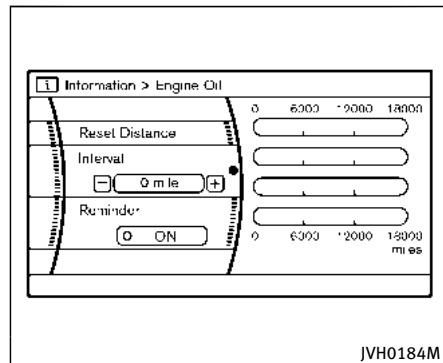 i Information > Engine Oil
0 6000 12000 18000
Reset Distance
Interval
− 0 mile +
Reminder
O ON
0 6000 12000 18000
miles
JVH0184M